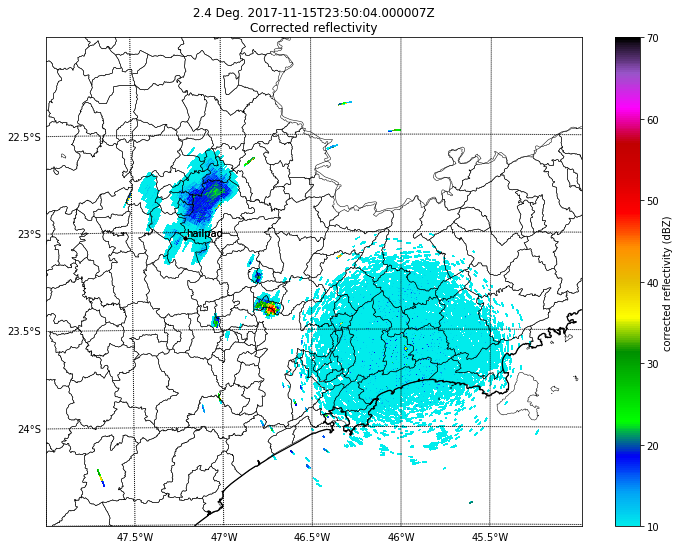 2.4 Deg. 2017-11-15T23:50:04.000007Z
Corrected reflectivity
22.5°S
23°S
23.5°S
24°S
47.5°W
47°W
46.5°W
46°W
45.5°W
hailpad
70
60
50
40
30
20
10
corrected reflectivity (dBZ)